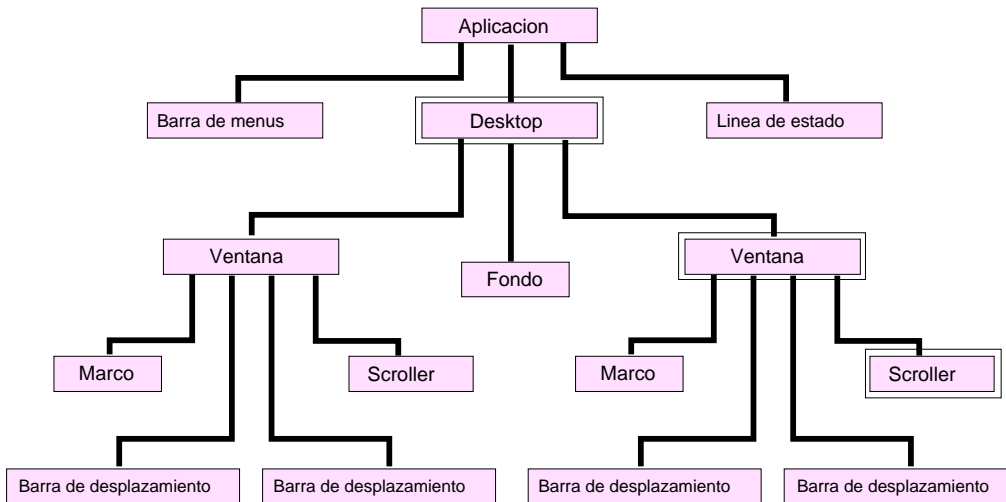 Aplicacion
Barra de menus
Desktop
Linea de estado
Ventana
Fondo
Ventana
Marco
Scroller
Marco
Scroller
Barra de desplazamiento
Barra de desplazamiento
Barra de desplazamiento
Barra de desplazamiento